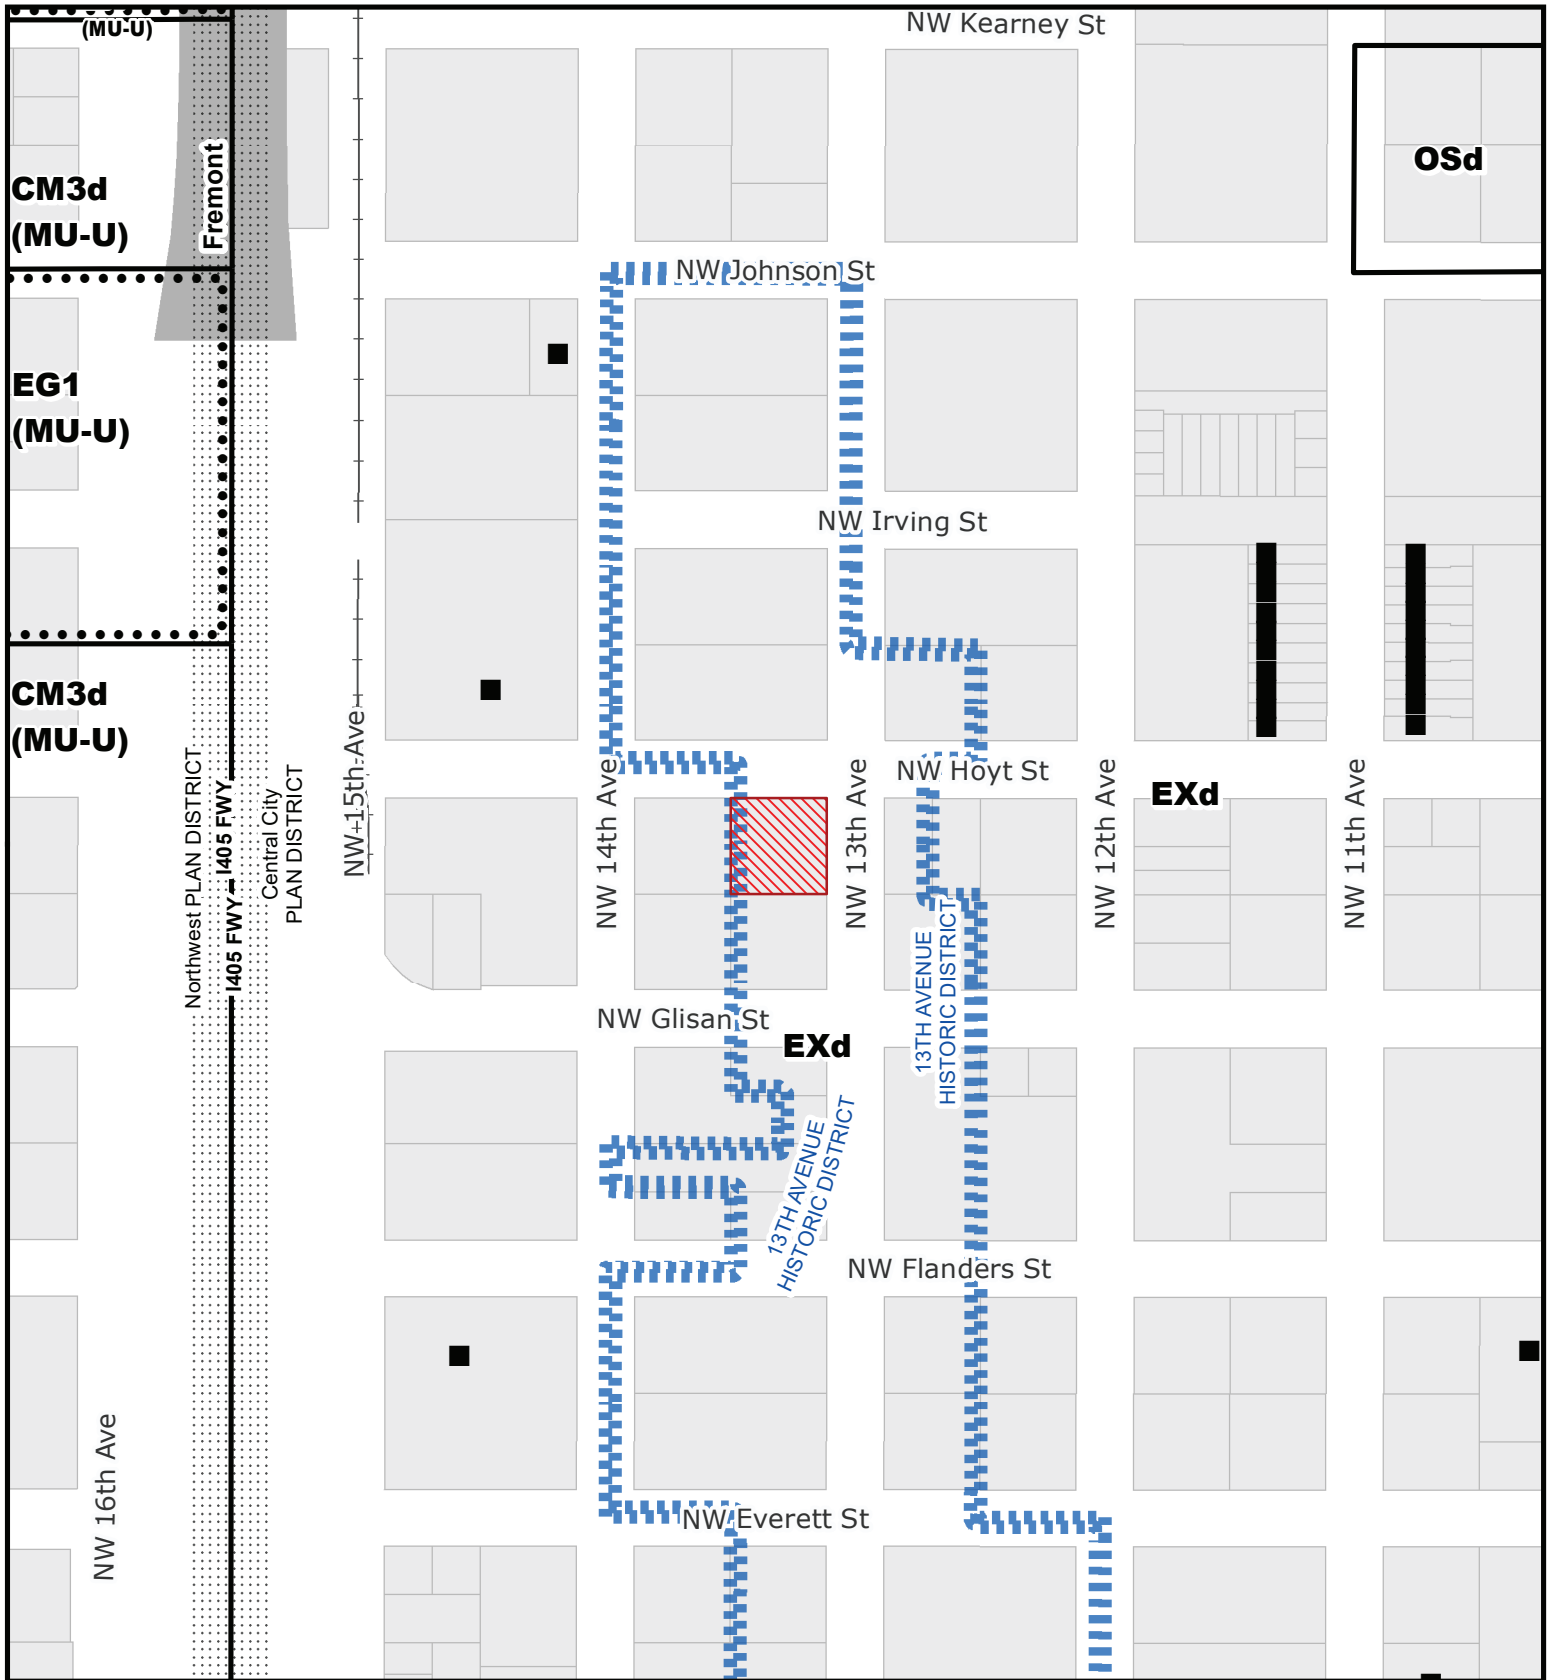 NW Kearney St
(MU-U)
Fremont
CM3d
(MU-U)
OSd
NW Johnson St
EG1
(MU-U)
NW Irving St
CM3d
(MU-U)
NW 15th Ave
NW 14th Ave
NW 13th Ave
NW Hoyt St
NW 12th Ave
EXd
NW 11th Ave
Northwest PLAN DISTRICT
I405 FWY
I405 FWY
Central City
PLAN DISTRICT
13TH AVENUE
HISTORIC DISTRICT
NW Glisan St
EXd
13TH AVENUE
HISTORIC DISTRICT
NW Flanders St
NW 16th Ave
NW Everett St